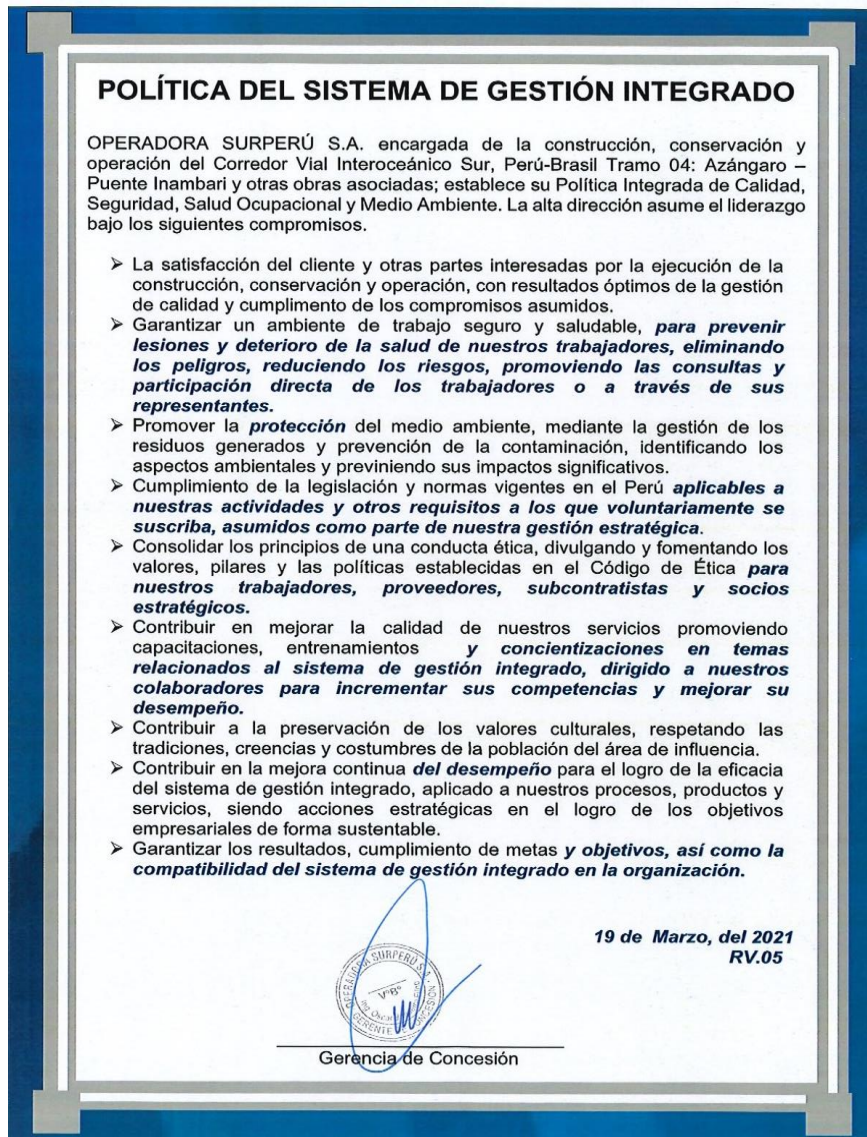 POLÍTICA DEL SISTEMA DE GESTIÓN INTEGRADO
OPERADORA SURPERÚ S.A. encargada de la construcción, conservación y
operación del Corredor Vial Interoceánico Sur, Perú-Brasil Tramo 04: Azángaro –
Puente Inambari y otras obras asociadas; establece su Política Integrada de Calidad,
Seguridad, Salud Ocupacional y Medio Ambiente. La alta dirección asume el liderazgo
bajo los siguientes compromisos.
➢ La satisfacción del cliente y otras partes interesadas por la ejecución de la
construcción, conservación y operación, con resultados óptimos de la gestión
de calidad y cumplimento de los compromisos asumidos.
➢ Garantizar un ambiente de trabajo seguro y saludable, para prevenir
lesiones y deterioro de la salud de nuestros trabajadores, eliminando
los peligros, reduciendo los riesgos, promoviendo las consultas y
participación directa de los trabajadores o a través de sus
representantes.
➢ Promover la protección del medio ambiente, mediante la gestión de los
residuos generados y prevención de la contaminación, identificando los
aspectos ambientales y previniendo sus impactos significativos.
➢ Cumplimiento de la legislación y normas vigentes en el Perú aplicables a
nuestras actividades y otros requisitos a los que voluntariamente se
suscriba, asumidos como parte de nuestra gestión estratégica.
➢ Consolidar los principios de una conducta ética, divulgando y fomentando los
valores, pilares y las políticas establecidas en el Código de Ética para
nuestros trabajadores, proveedores, subcontratistas y socios
estratégicos.
➢ Contribuir en mejorar la calidad de nuestros servicios promoviendo
capacitaciones, entrenamientos y concientizaciones en temas
relacionados al sistema de gestión integrado, dirigido a nuestros
colaboradores para incrementar sus competencias y mejorar su
desempeño.
➢ Contribuir a la preservación de los valores culturales, respetando las
tradiciones, creencias y costumbres de la población del área de influencia.
➢ Contribuir en la mejora continua del desempeño para el logro de la eficacia
del sistema de gestión integrado, aplicado a nuestros procesos, productos y
servicios, siendo acciones estratégicas en el logro de los objetivos
empresariales de forma sustentable.
➢ Garantizar los resultados, cumplimiento de metas y objetivos, así como la
compatibilidad del sistema de gestión integrado en la organización.
19 de Marzo, del 2021
RV.05
OPERADORA SURPERÚ S.A.
V°B°
Ing. Oscar
GERENTE
Gerencia de Concesión